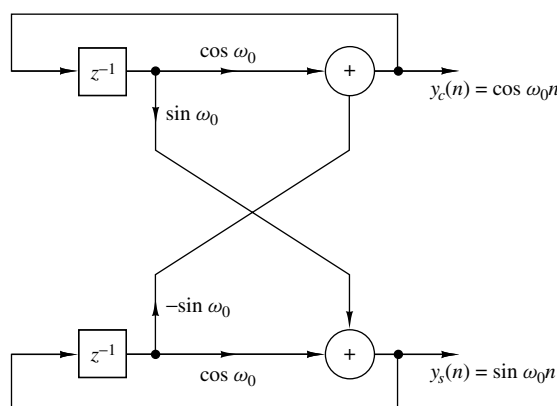 cos ω₀
z⁻¹
+
y_c(n) = cos ω₀n
sin ω₀
−sin ω₀
z⁻¹
+
cos ω₀
y_s(n) = sin ω₀n